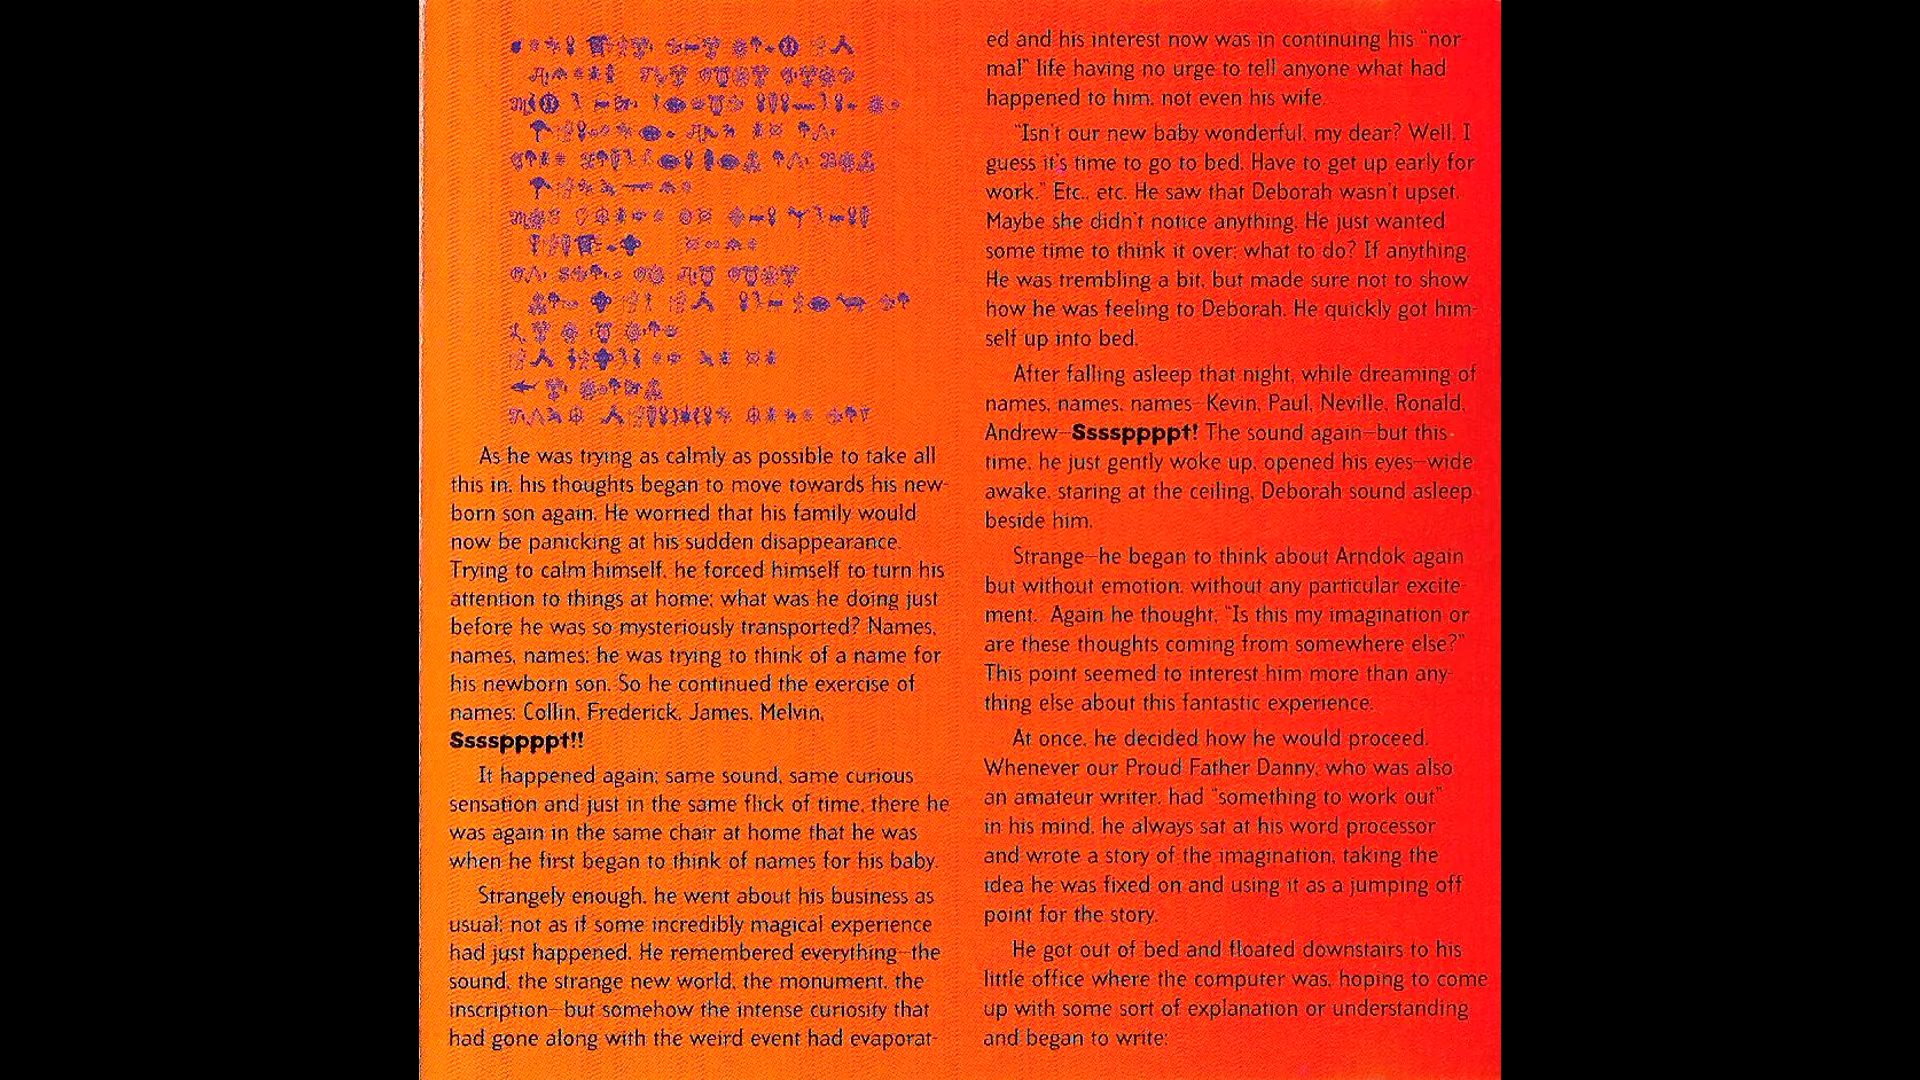 As he was trying as calmly as possible to take all
this in, his thoughts began to move towards his new-
born son again. He worried that his family would
now be panicking at his sudden disappearance.
Trying to calm himself, he forced himself to turn his
attention to things at home; what was he doing just
before he was so mysteriously transported? Names,
names, names; he was trying to think of a name for
his newborn son. So he continued the exercise of
names: Collin, Frederick, James, Melvin,
Sssspppppt!!
It happened again; same sound, same curious
sensation and just in the same flick of time, there he
was again in the same chair at home that he was
when he first began to think of names for his baby.
Strangely enough, he went about his business as
usual; not as if some incredibly magical experience
had just happened. He remembered everything—the
sound, the strange new world, the monument, the
inscription—but somehow the intense curiosity that
had gone along with the weird event had evaporat-
ed and his interest now was in continuing his "nor
mal" life having no urge to tell anyone what had
happened to him, not even his wife.
"Isn't our new baby wonderful, my dear? Well, I
guess it's time to go to bed. Have to get up early for
work." Etc., etc. He saw that Deborah wasn't upset.
Maybe she didn't notice anything. He just wanted
some time to think it over; what to do? If anything.
He was trembling a bit, but made sure not to show
how he was feeling to Deborah. He quickly got him-
self up into bed.
After falling asleep that night, while dreaming of
names, names, names—Kevin, Paul, Neville, Ronald,
Andrew—Sssspppppt! The sound again—but this
time, he just gently woke up, opened his eyes—wide
awake, staring at the ceiling, Deborah sound asleep
beside him.
Strange—he began to think about Arndok again
but without emotion, without any particular excite-
ment. Again he thought, "Is this my imagination or
are these thoughts coming from somewhere else?"
This point seemed to interest him more than any-
thing else about this fantastic experience.
At once, he decided how he would proceed.
Whenever our Proud Father Danny, who was also
an amateur writer, had "something to work out"
in his mind, he always sat at his word processor
and wrote a story of the imagination, taking the
idea he was fixed on and using it as a jumping off
point for the story.
He got out of bed and floated downstairs to his
little office where the computer was, hoping to come
up with some sort of explanation or understanding
and began to write: